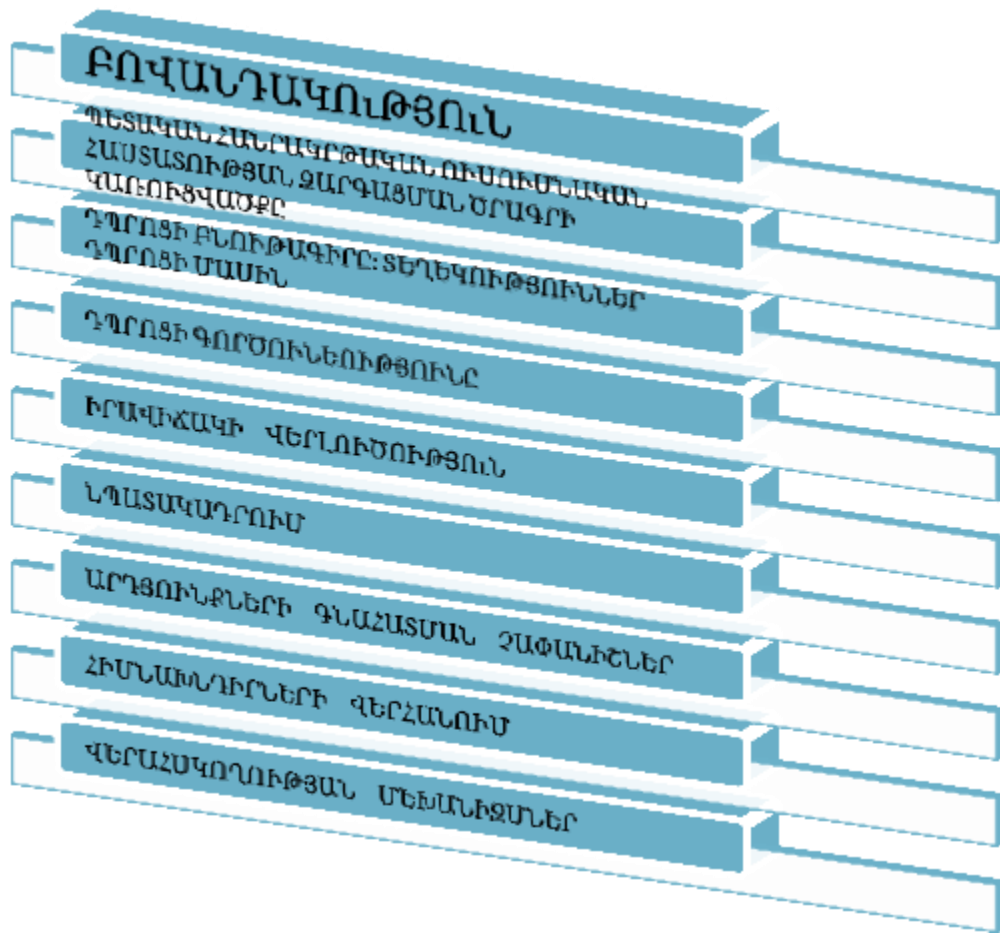 ԲՈՎԱՆԴԱԿՈւԹՅՈւՆ
ՊԵՏԱԿԱՆ ՀԱՆՐԱԿՐԹԱԿԱՆ ՈՒՍՈՒՄՆԱԿԱՆ
ՀԱՍՏԱՏՈՒԹՅԱՆ ԶԱՐԳԱՑՄԱՆ ԾՐԱԳՐԻ
ԿԱՌՈՒՑՎԱԾՔԸ
ԴՊՐՈՑԻ ԲՆՈՒԹԱԳԻՐԸ: ՏԵՂԵԿՈՒԹՅՈՒՆՆԵՐ
ԴՊՐՈՑԻ ՄԱՍԻՆ
ԴՊՐՈՑԻ ԳՈՐԾՈՒՆԵՈՒԹՅՈՒՆԸ
ԻՐԱՎԻՃԱԿԻ ՎԵՐԼՈՒԾՈՒԹՅՈւՆ
ՆՊԱՏԱԿԱԴՐՈՒՄ
ԱՐԴՅՈՒՆՔՆԵՐԻ ԳՆԱՀԱՏՄԱՆ ՉԱՓԱՆԻՇՆԵՐ
ՀԻՄՆԱԽՆԴԻՐՆԵՐԻ ՎԵՐՀԱՆՈՒՄ
ՎԵՐԱՀՍԿՈՂՈՒԹՅԱՆ ՄԵԽԱՆԻԶՄՆԵՐ